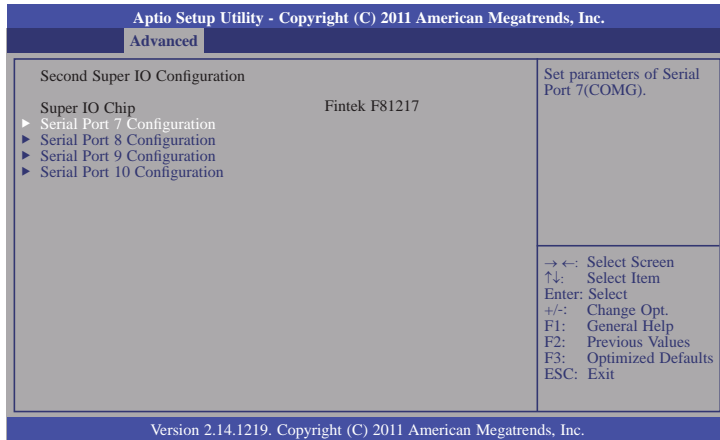 Aptio Setup Utility - Copyright (C) 2011 American Megatrends, Inc.
Advanced
Second Super IO Configuration
Super IO Chip Fintek F81217
▶ Serial Port 7 Configuration
▶ Serial Port 8 Configuration
▶ Serial Port 9 Configuration
▶ Serial Port 10 Configuration
Set parameters of Serial
Port 7(COMG).
→ ←: Select Screen
↑↓: Select Item
Enter: Select
+/-: Change Opt.
F1: General Help
F2: Previous Values
F3: Optimized Defaults
ESC: Exit
Version 2.14.1219. Copyright (C) 2011 American Megatrends, Inc.